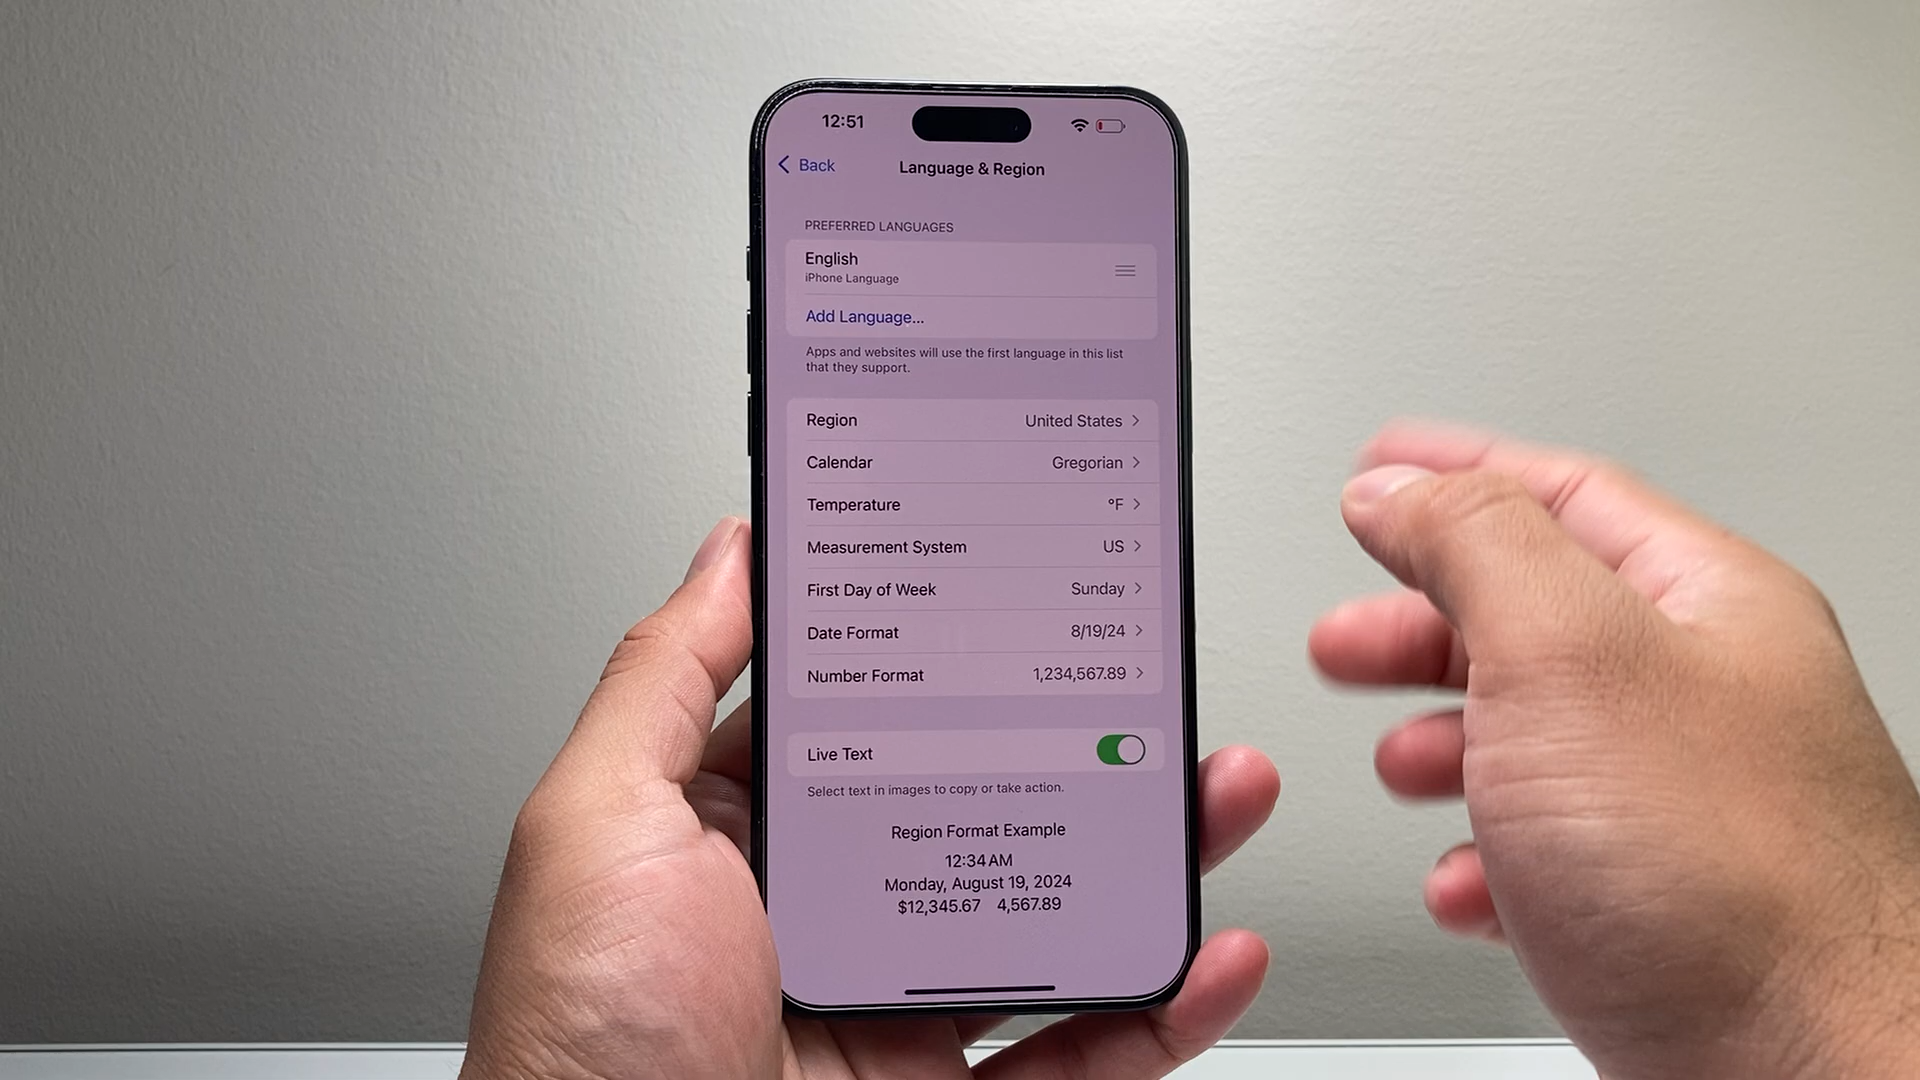 12:51
Back
Language & Region
PREFERRED LANGUAGES
English
iPhone Language
Add Language...
Apps and websites will use the first language in this list
that they support.
Region United States
Calendar Gregorian
Temperature °F
Measurement System US
First Day of Week Sunday
Date Format 8/19/24
Number Format 1,234,567.89
Live Text
Select text in images to copy or take action.
Region Format Example
12:34 AM
Monday, August 19, 2024
$12,345.67 4,567.89